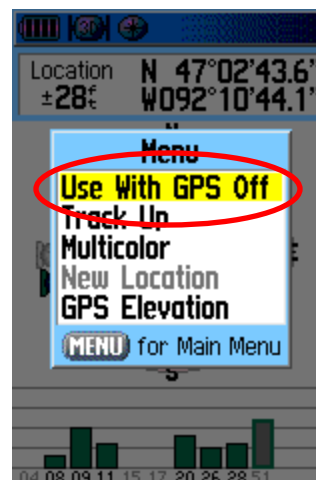 3D
Location N 47°02'43.6"
±28ft W092°10'44.1"
N
Menu
Use With GPS Off
Track Up
Multicolor
E
New Location
GPS Elevation
MENU for Main Menu
S
04 08 09 11 15 17 20 26 28 51